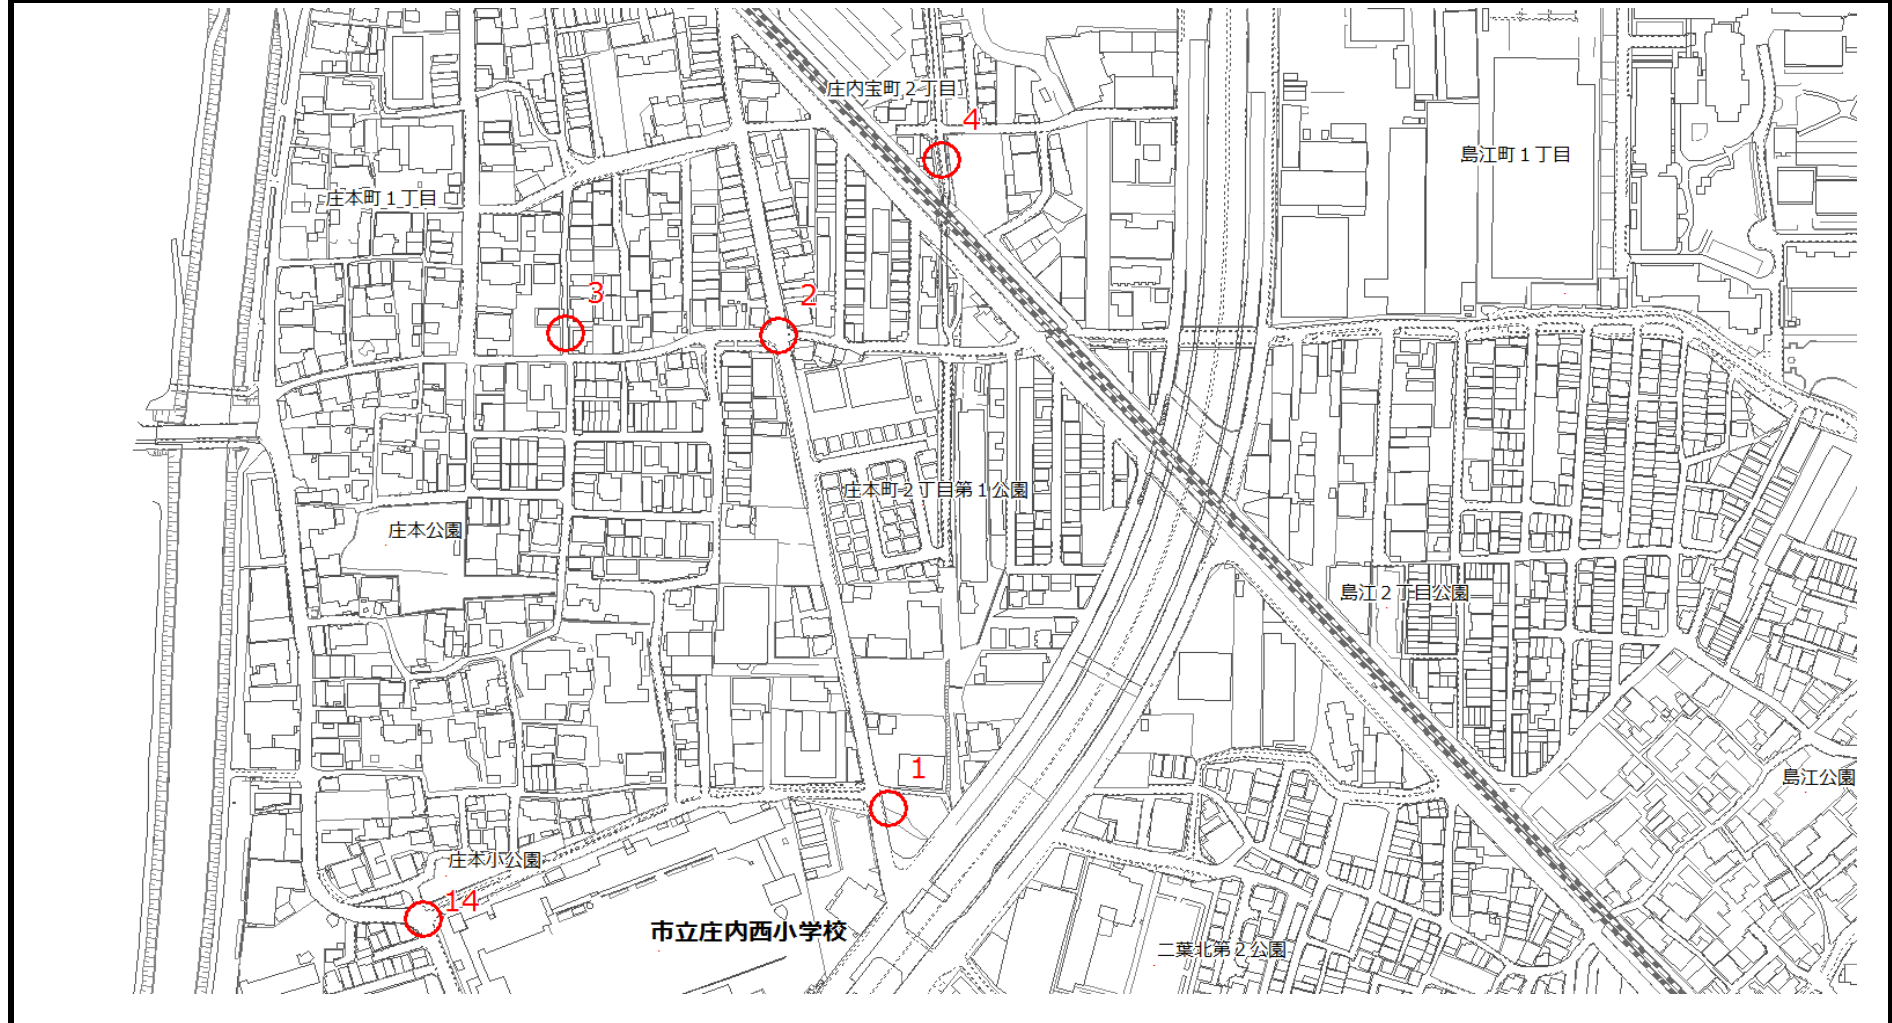 庄内宝町２丁目
4
島江町１丁目
庄本町１丁目
3
2
庄本町２丁目第１公園
庄本公園
島江２丁目公園
1
島江公園
庄本小公園
14
市立庄内西小学校
二葉北第２公園